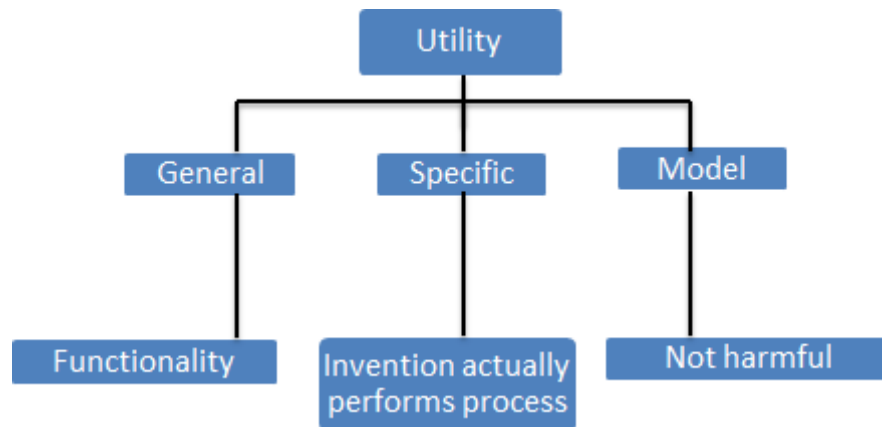 Utility
General
Specific
Model
Functionality
Invention actually
performs process
Not harmful